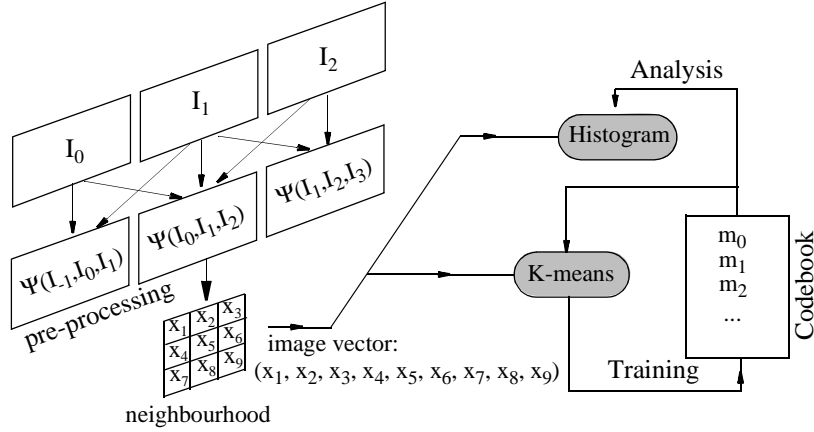 I₀
I₁
I₂
Ψ(I₋₁,I₀,I₁)
Ψ(I₀,I₁,I₂)
Ψ(I₁,I₂,I₃)
pre-processing
x₁ x₂ x₃
x₄ x₅ x₆
x₇ x₈ x₉
neighbourhood
image vector:
(x₁, x₂, x₃, x₄, x₅, x₆, x₇, x₈, x₉)
Analysis
Histogram
K-means
Training
m₀
m₁
m₂
...
Codebook